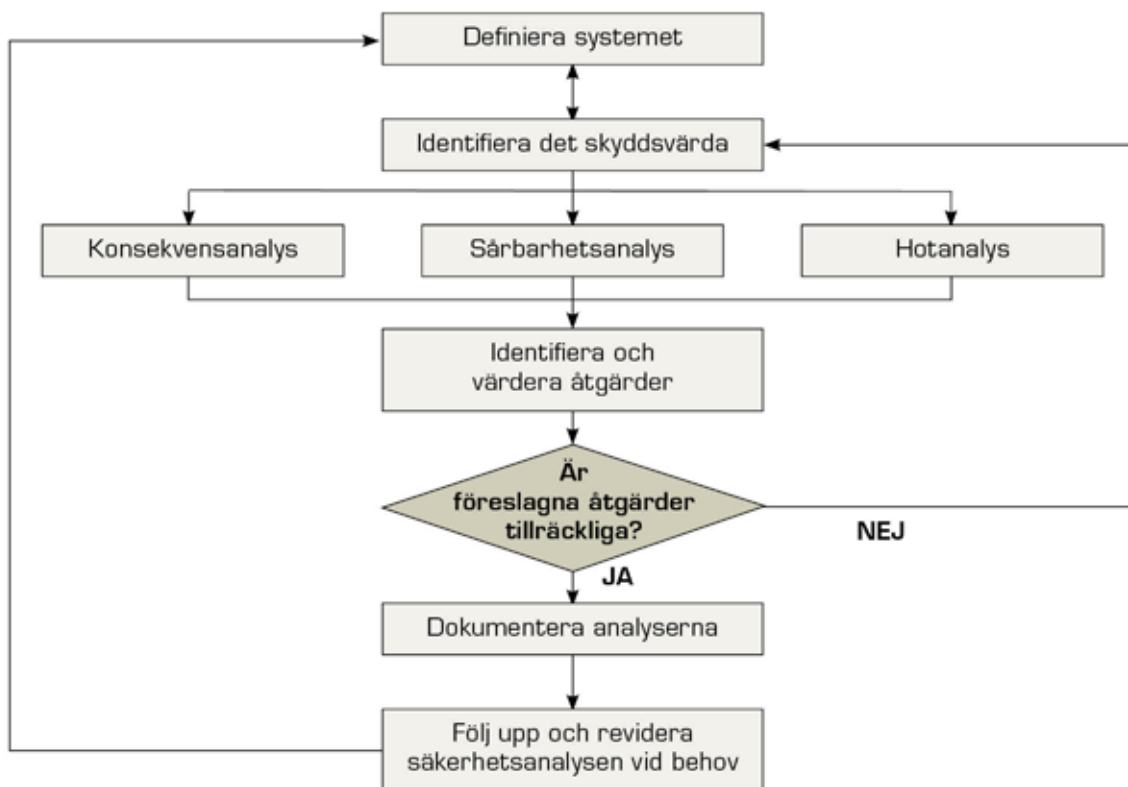 Definiera systemet
Identifiera det skyddsvärda
Konsekvensanalys
Sårbarhetsanalys
Hotanalys
Identifiera och
värdera åtgärder
Är
föreslagna åtgärder
tillräckliga?
NEJ
JA
Dokumentera analyserna
Följ upp och revidera
säkerhetsanalysen vid behov